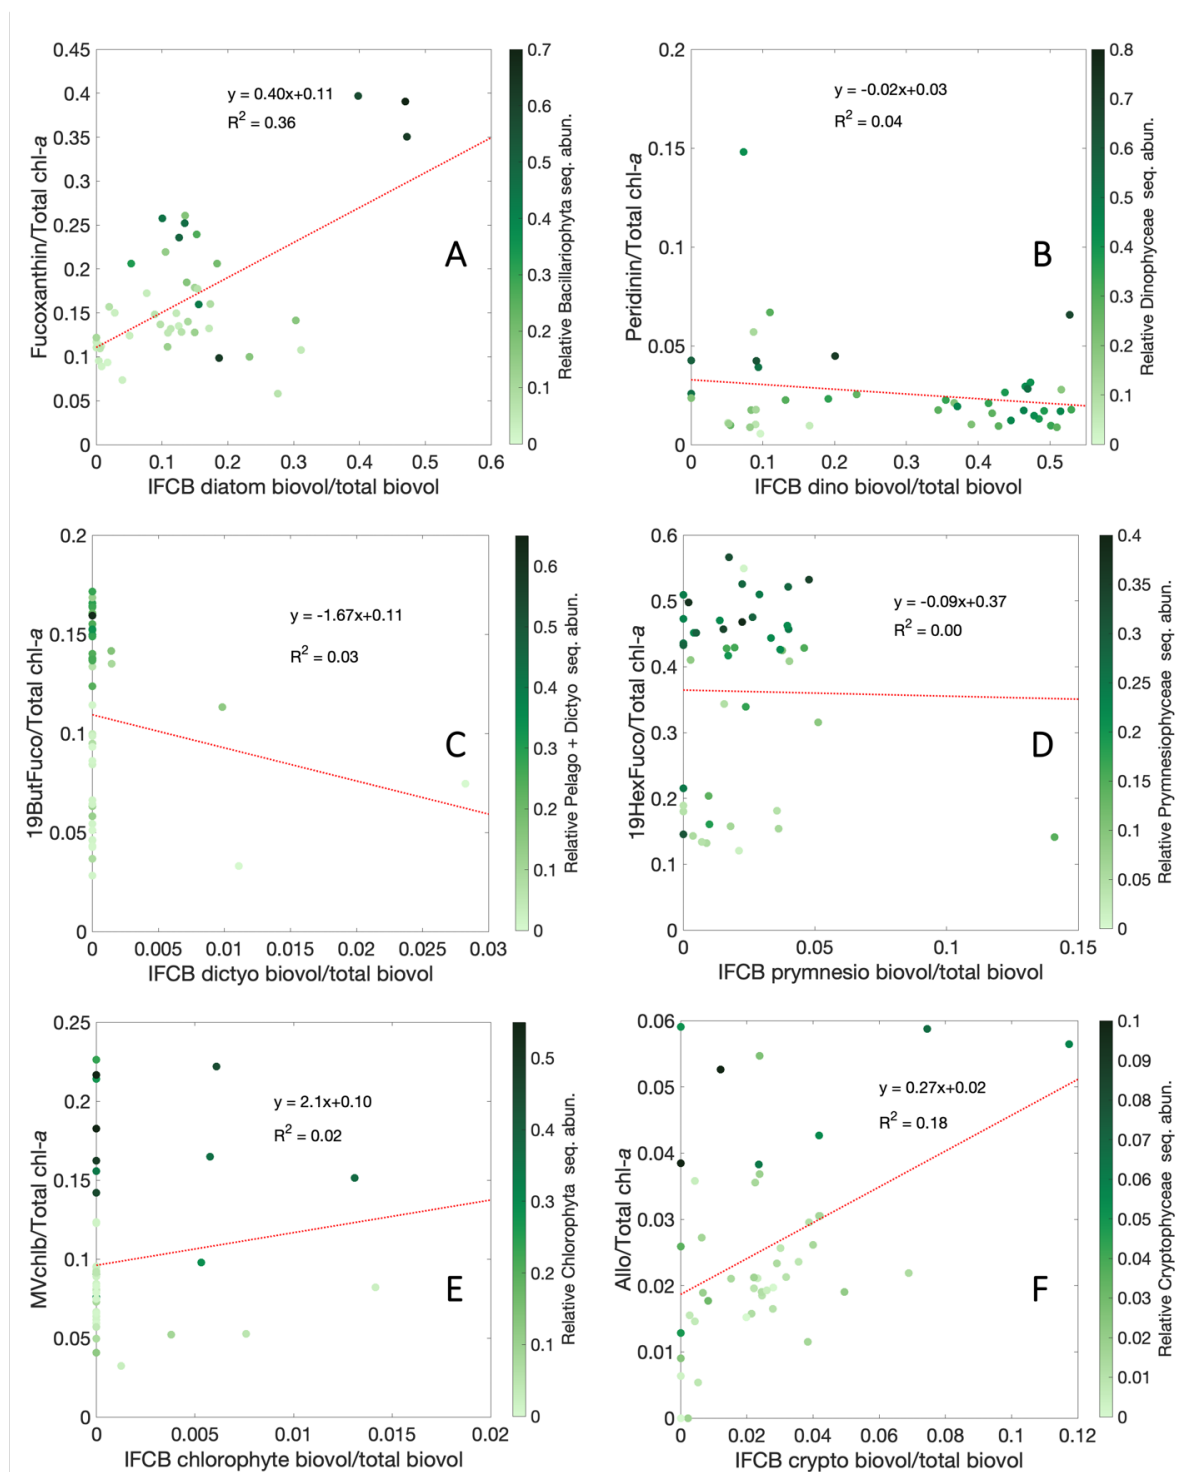 0.45
0.4
0.35
0.3
0.25
0.2
0.15
0.1
0.05
0
Fucoxanthin/Total chl-a
y = 0.40x+0.11
R2 = 0.36
A
0 0.1 0.2 0.3 0.4 0.5 0.6
IFCB diatom biovol/total biovol
0.7
0.6
0.5
0.4
0.3
0.2
0.1
0
Relative Bacillariophyta seq. abun.
0.2
0.15
0.1
0.05
0
Peridinin/Total chl-a
y = -0.02x+0.03
R2 = 0.04
B
0 0.1 0.2 0.3 0.4 0.5
IFCB dino biovol/total biovol
0.8
0.7
0.6
0.5
0.4
0.3
0.2
0.1
0
Relative Dinophyceae seq. abun.
0.2
0.15
0.1
0.05
0
19ButFuco/Total chl-a
y = -1.67x+0.11
R2 = 0.03
C
0 0.005 0.01 0.015 0.02 0.025 0.03
IFCB dictyo biovol/total biovol
0.6
0.5
0.4
0.3
0.2
0.1
0
Relative Pelago + Dictyo seq. abun.
0.6
0.5
0.4
0.3
0.2
0.1
0
19HexFuco/Total chl-a
y = -0.09x+0.37
R2 = 0.00
D
0 0.05 0.1 0.15
IFCB prymnesio biovol/total biovol
0.4
0.35
0.3
0.25
0.2
0.15
0.1
0.05
0
Relative Prymnesiophyceae seq. abun.
0.25
0.2
0.15
0.1
0.05
0
MVchlb/Total chl-a
y = 2.1x+0.10
R2 = 0.02
E
0 0.005 0.01 0.015 0.02
IFCB chlorophyte biovol/total biovol
0.5
0.4
0.3
0.2
0.1
0
Relative Chlorophyta seq. abun.
0.06
0.05
0.04
0.03
0.02
0.01
0
Allo/Total chl-a
y = 0.27x+0.02
R2 = 0.18
F
0 0.02 0.04 0.06 0.08 0.1 0.12
IFCB crypto biovol/total biovol
0.1
0.09
0.08
0.07
0.06
0.05
0.04
0.03
0.02
0.01
0
Relative Cryptophyceae seq. abun.